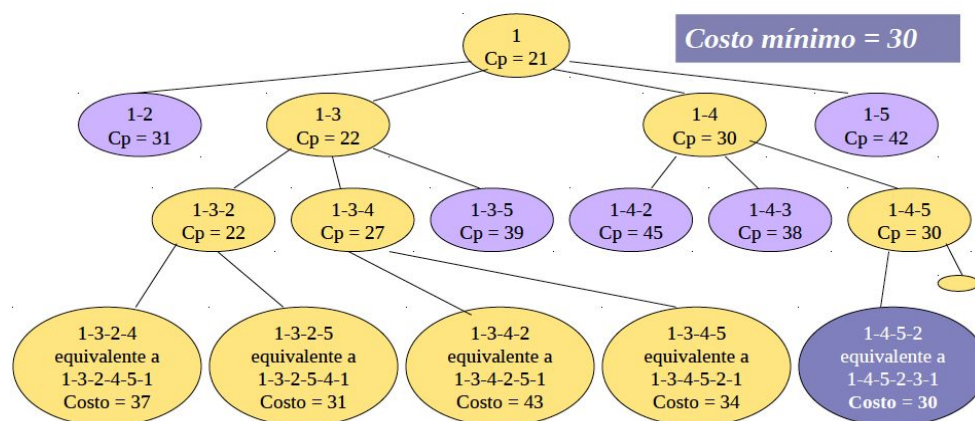 1
Cp = 21
Costo mínimo = 30
1-2
Cp = 31
1-3
Cp = 22
1-4
Cp = 30
1-5
Cp = 42
1-3-2
Cp = 22
1-3-4
Cp = 27
1-3-5
Cp = 39
1-4-2
Cp = 45
1-4-3
Cp = 38
1-4-5
Cp = 30
1-3-2-4
equivalente a
1-3-2-4-5-1
Costo = 37
1-3-2-5
equivalente a
1-3-2-5-4-1
Costo = 31
1-3-4-2
equivalente a
1-3-4-2-5-1
Costo = 43
1-3-4-5
equivalente a
1-3-4-5-2-1
Costo = 34
1-4-5-2
equivalente a
1-4-5-2-3-1
Costo = 30